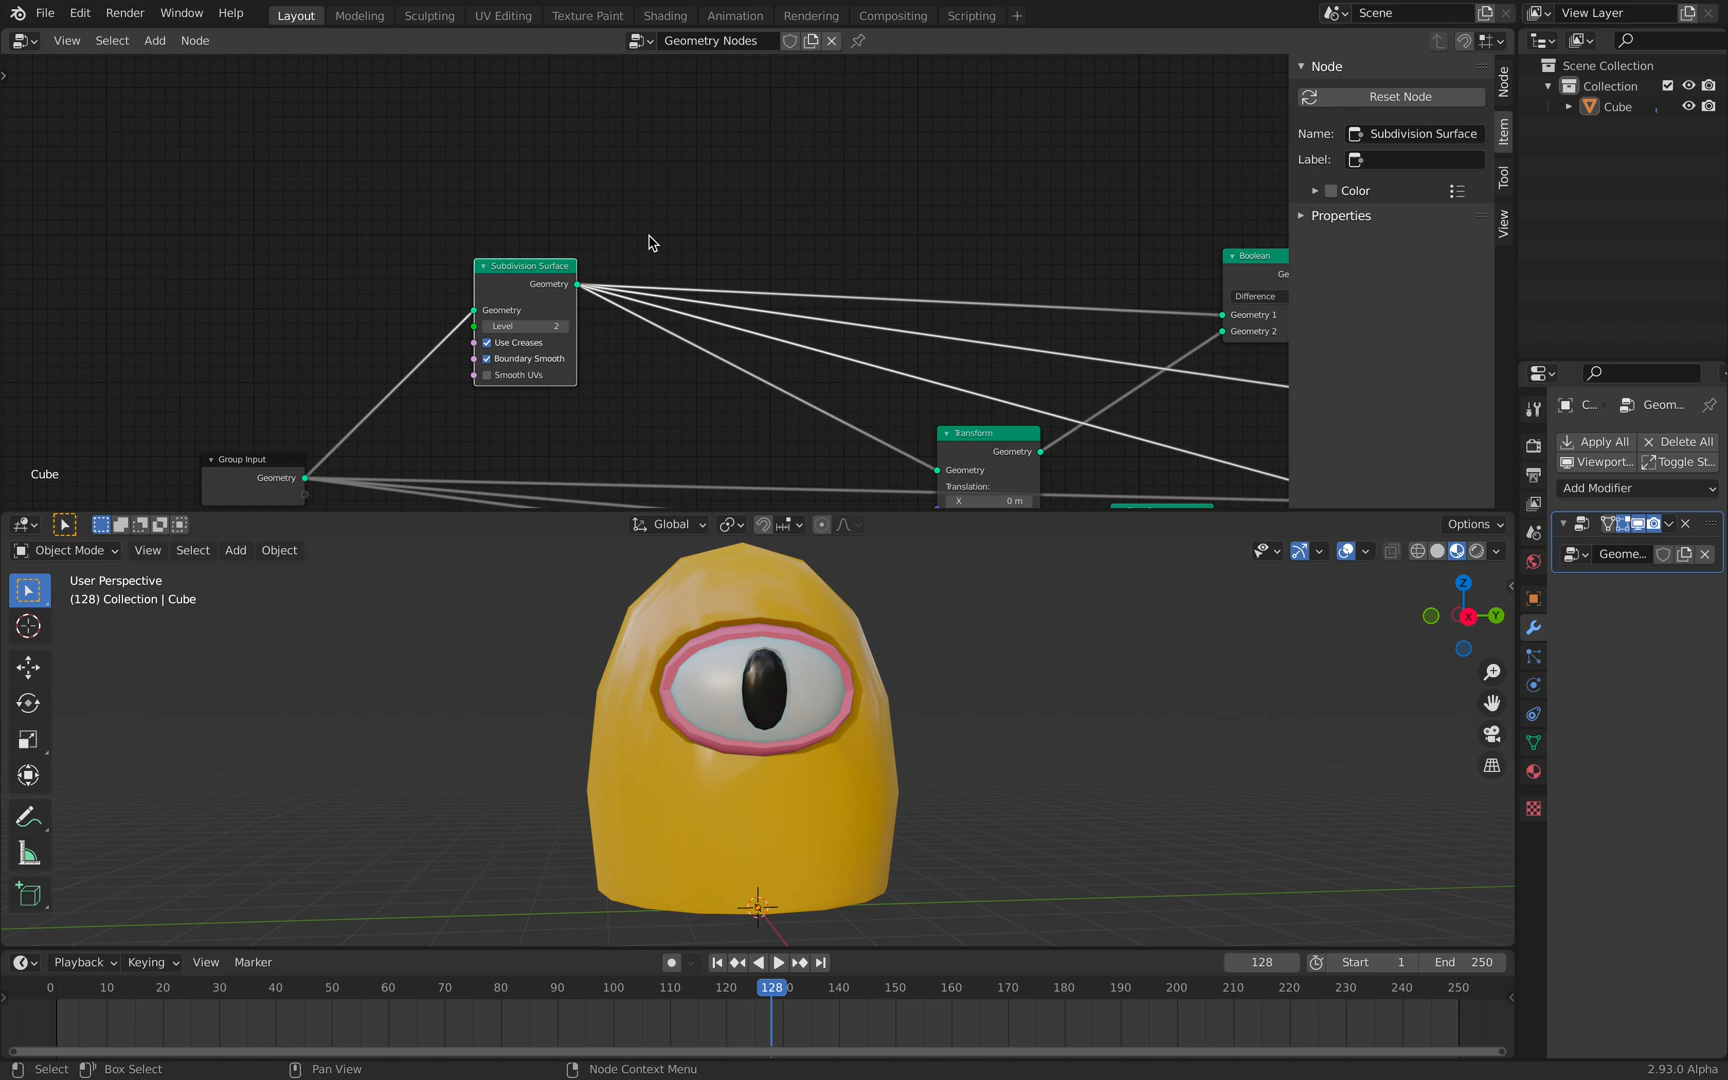 File Edit Render Window Help
Layout Modeling Sculpting UV Editing Texture Paint Shading Animation Rendering Compositing Scripting +
Scene
View Layer
View Select Add Node
Geometry Nodes
Node
Reset Node
Name: Subdivision Surface
Label:
Color
Properties
Node
Item
Tool
View
Scene Collection
Collection
Cube
Subdivision Surface
Geometry
Geometry
Level 2
Use Creases
Boundary Smooth
Smooth UVs
Boolean
Ge
Difference
Geometry 1
Geometry 2
Transform
Geometry
Geometry
Translation:
X 0 m
Group Input
Geometry
Cube
C... Geom...
Apply All Delete All
Viewport... Toggle St...
Add Modifier
Geome...
Global
Options
Object Mode View Select Add Object
User Perspective
(128) Collection | Cube
Z
X
Y
Playback Keying View Marker
128 Start 1 End 250
0 10 20 30 40 50 60 70 80 90 100 110 120 128 0 140 150 160 170 180 190 200 210 220 230 240 250
Select Box Select Pan View Node Context Menu 2.93.0 Alpha